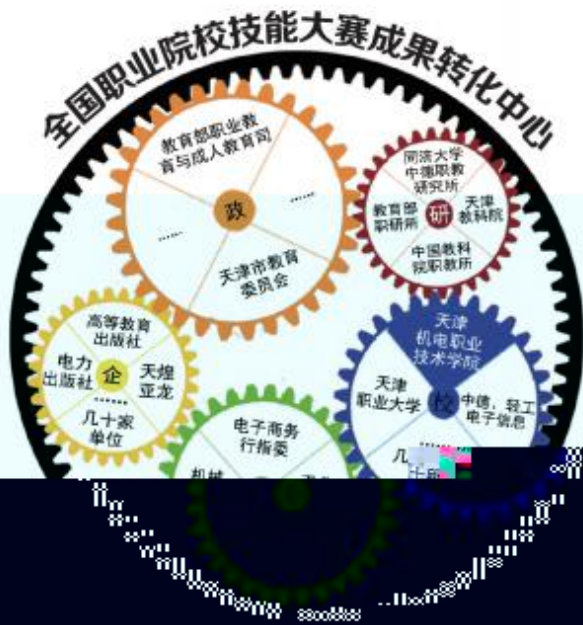 全国职业院校技能大赛成果转化中心
教育部职业教
育与成人教育司
……
……
政
天津市教育
委员会
同济大学
中德职教
研究所
教育部
职研所
研
天津
教科院
中国教科
院职教所
高等教育
出版社
电力
出版社
企
天煌
亚龙
……
几十家
单位
天津
机电职业
技术学院
天津
职业大学
校
中德，轻工
电子信息
……
电子商务
行指委
机械